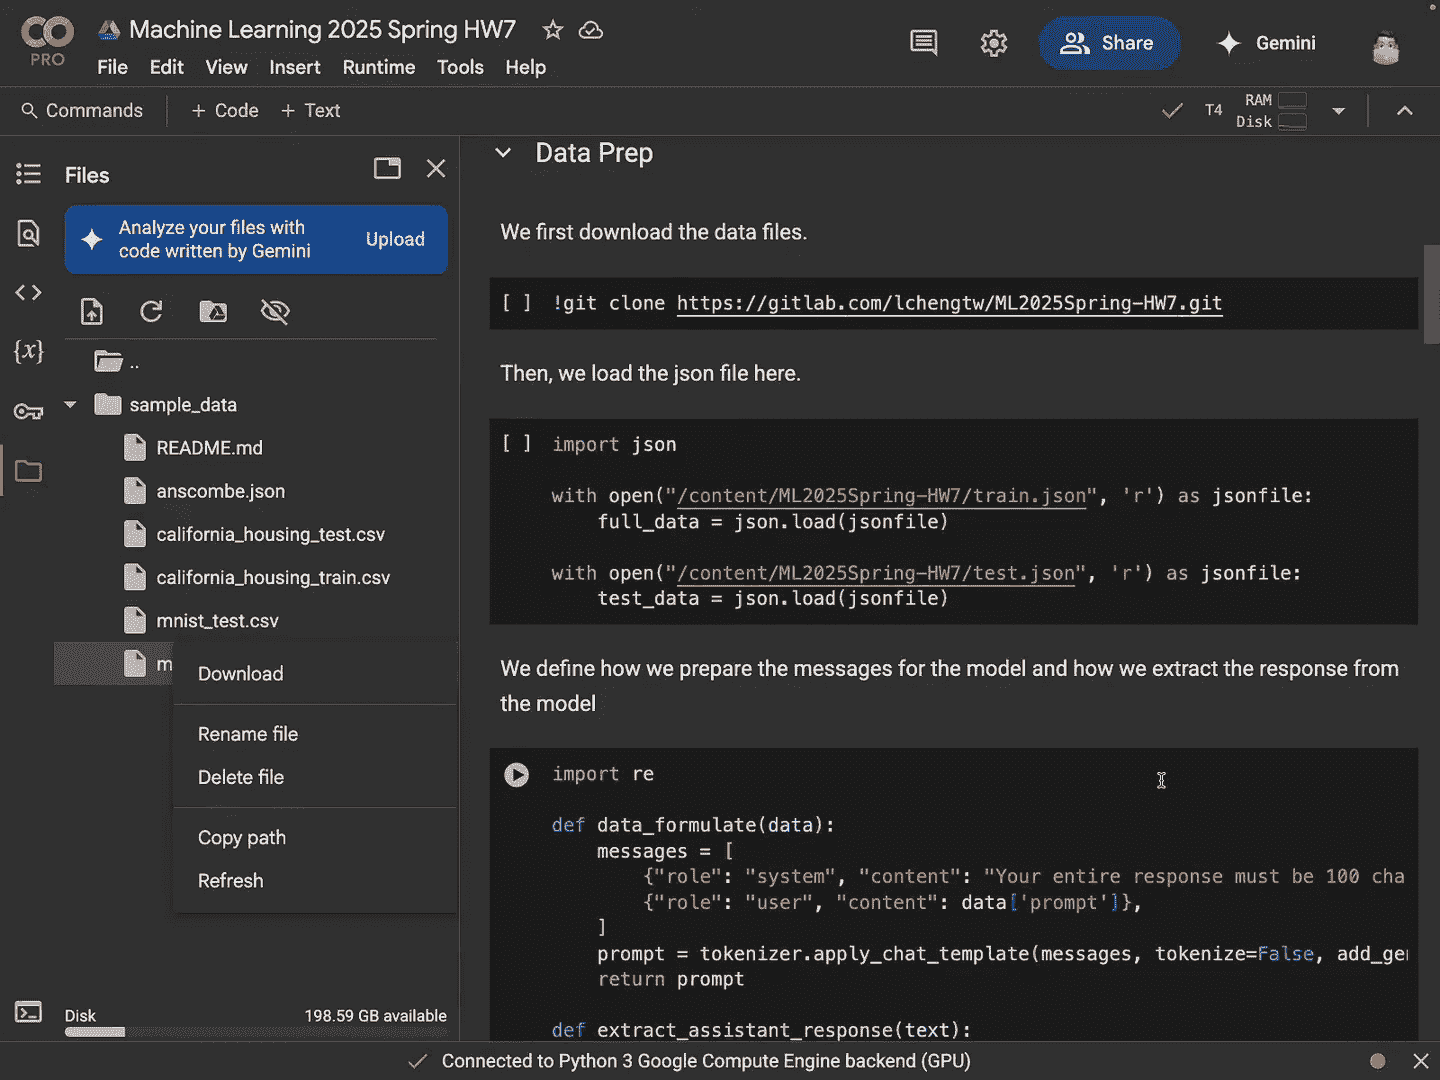 Machine Learning 2025 Spring HW7
PRO
File Edit View Insert Runtime Tools Help
Share
Gemini
Commands
+ Code + Text
T4
RAM
Disk
Files
Analyze your files with
code written by Gemini
Upload
..
sample_data
README.md
anscombe.json
california_housing_test.csv
california_housing_train.csv
mnist_test.csv
m
Download
Rename file
Delete file
Copy path
Refresh
Disk
198.59 GB available
Data Prep
We first download the data files.
[ ] !git clone https://gitlab.com/lchengtw/ML2025Spring-HW7.git
Then, we load the json file here.
[ ] import json
with open("/content/ML2025Spring-HW7/train.json", 'r') as jsonfile:
full_data = json.load(jsonfile)
with open("/content/ML2025Spring-HW7/test.json", 'r') as jsonfile:
test_data = json.load(jsonfile)
We define how we prepare the messages for the model and how we extract the response from
the model
import re
def data_formulate(data):
messages = [
{"role": "system", "content": "Your entire response must be 100 cha
{"role": "user", "content": data['prompt']},
]
prompt = tokenizer.apply_chat_template(messages, tokenize=False, add_ge
return prompt
def extract_assistant_response(text):
Connected to Python 3 Google Compute Engine backend (GPU)